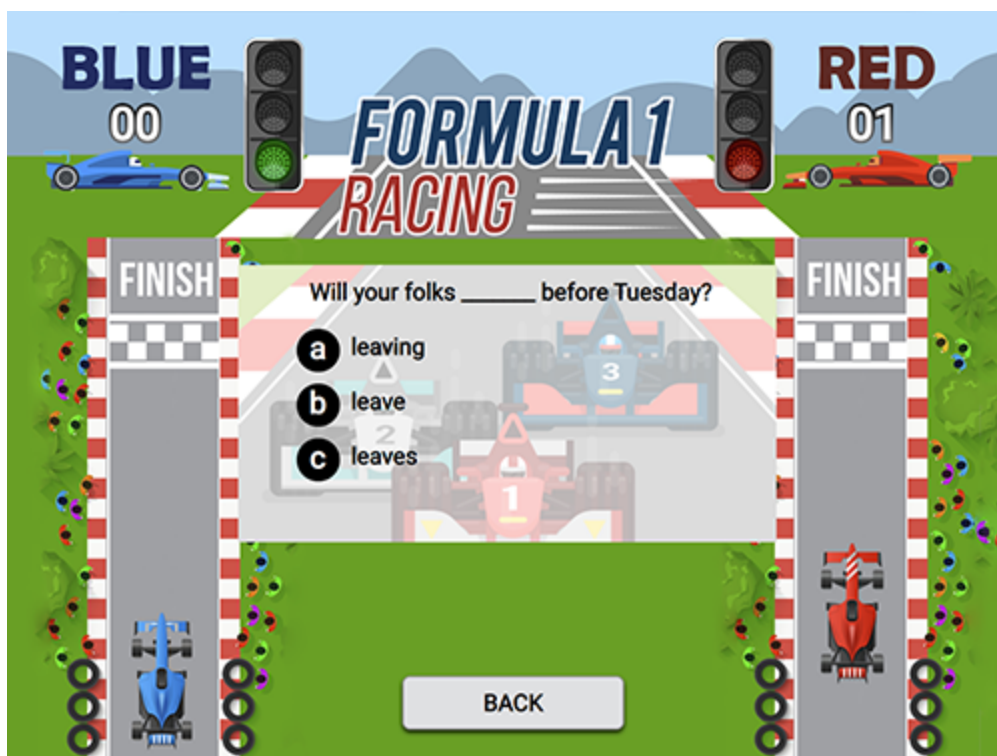 BLUE
00
RED
01
FORMULA 1
RACING
FINISH
FINISH
Will your folks ______ before Tuesday?
a leaving
b leave
c leaves
3
2
1
BACK